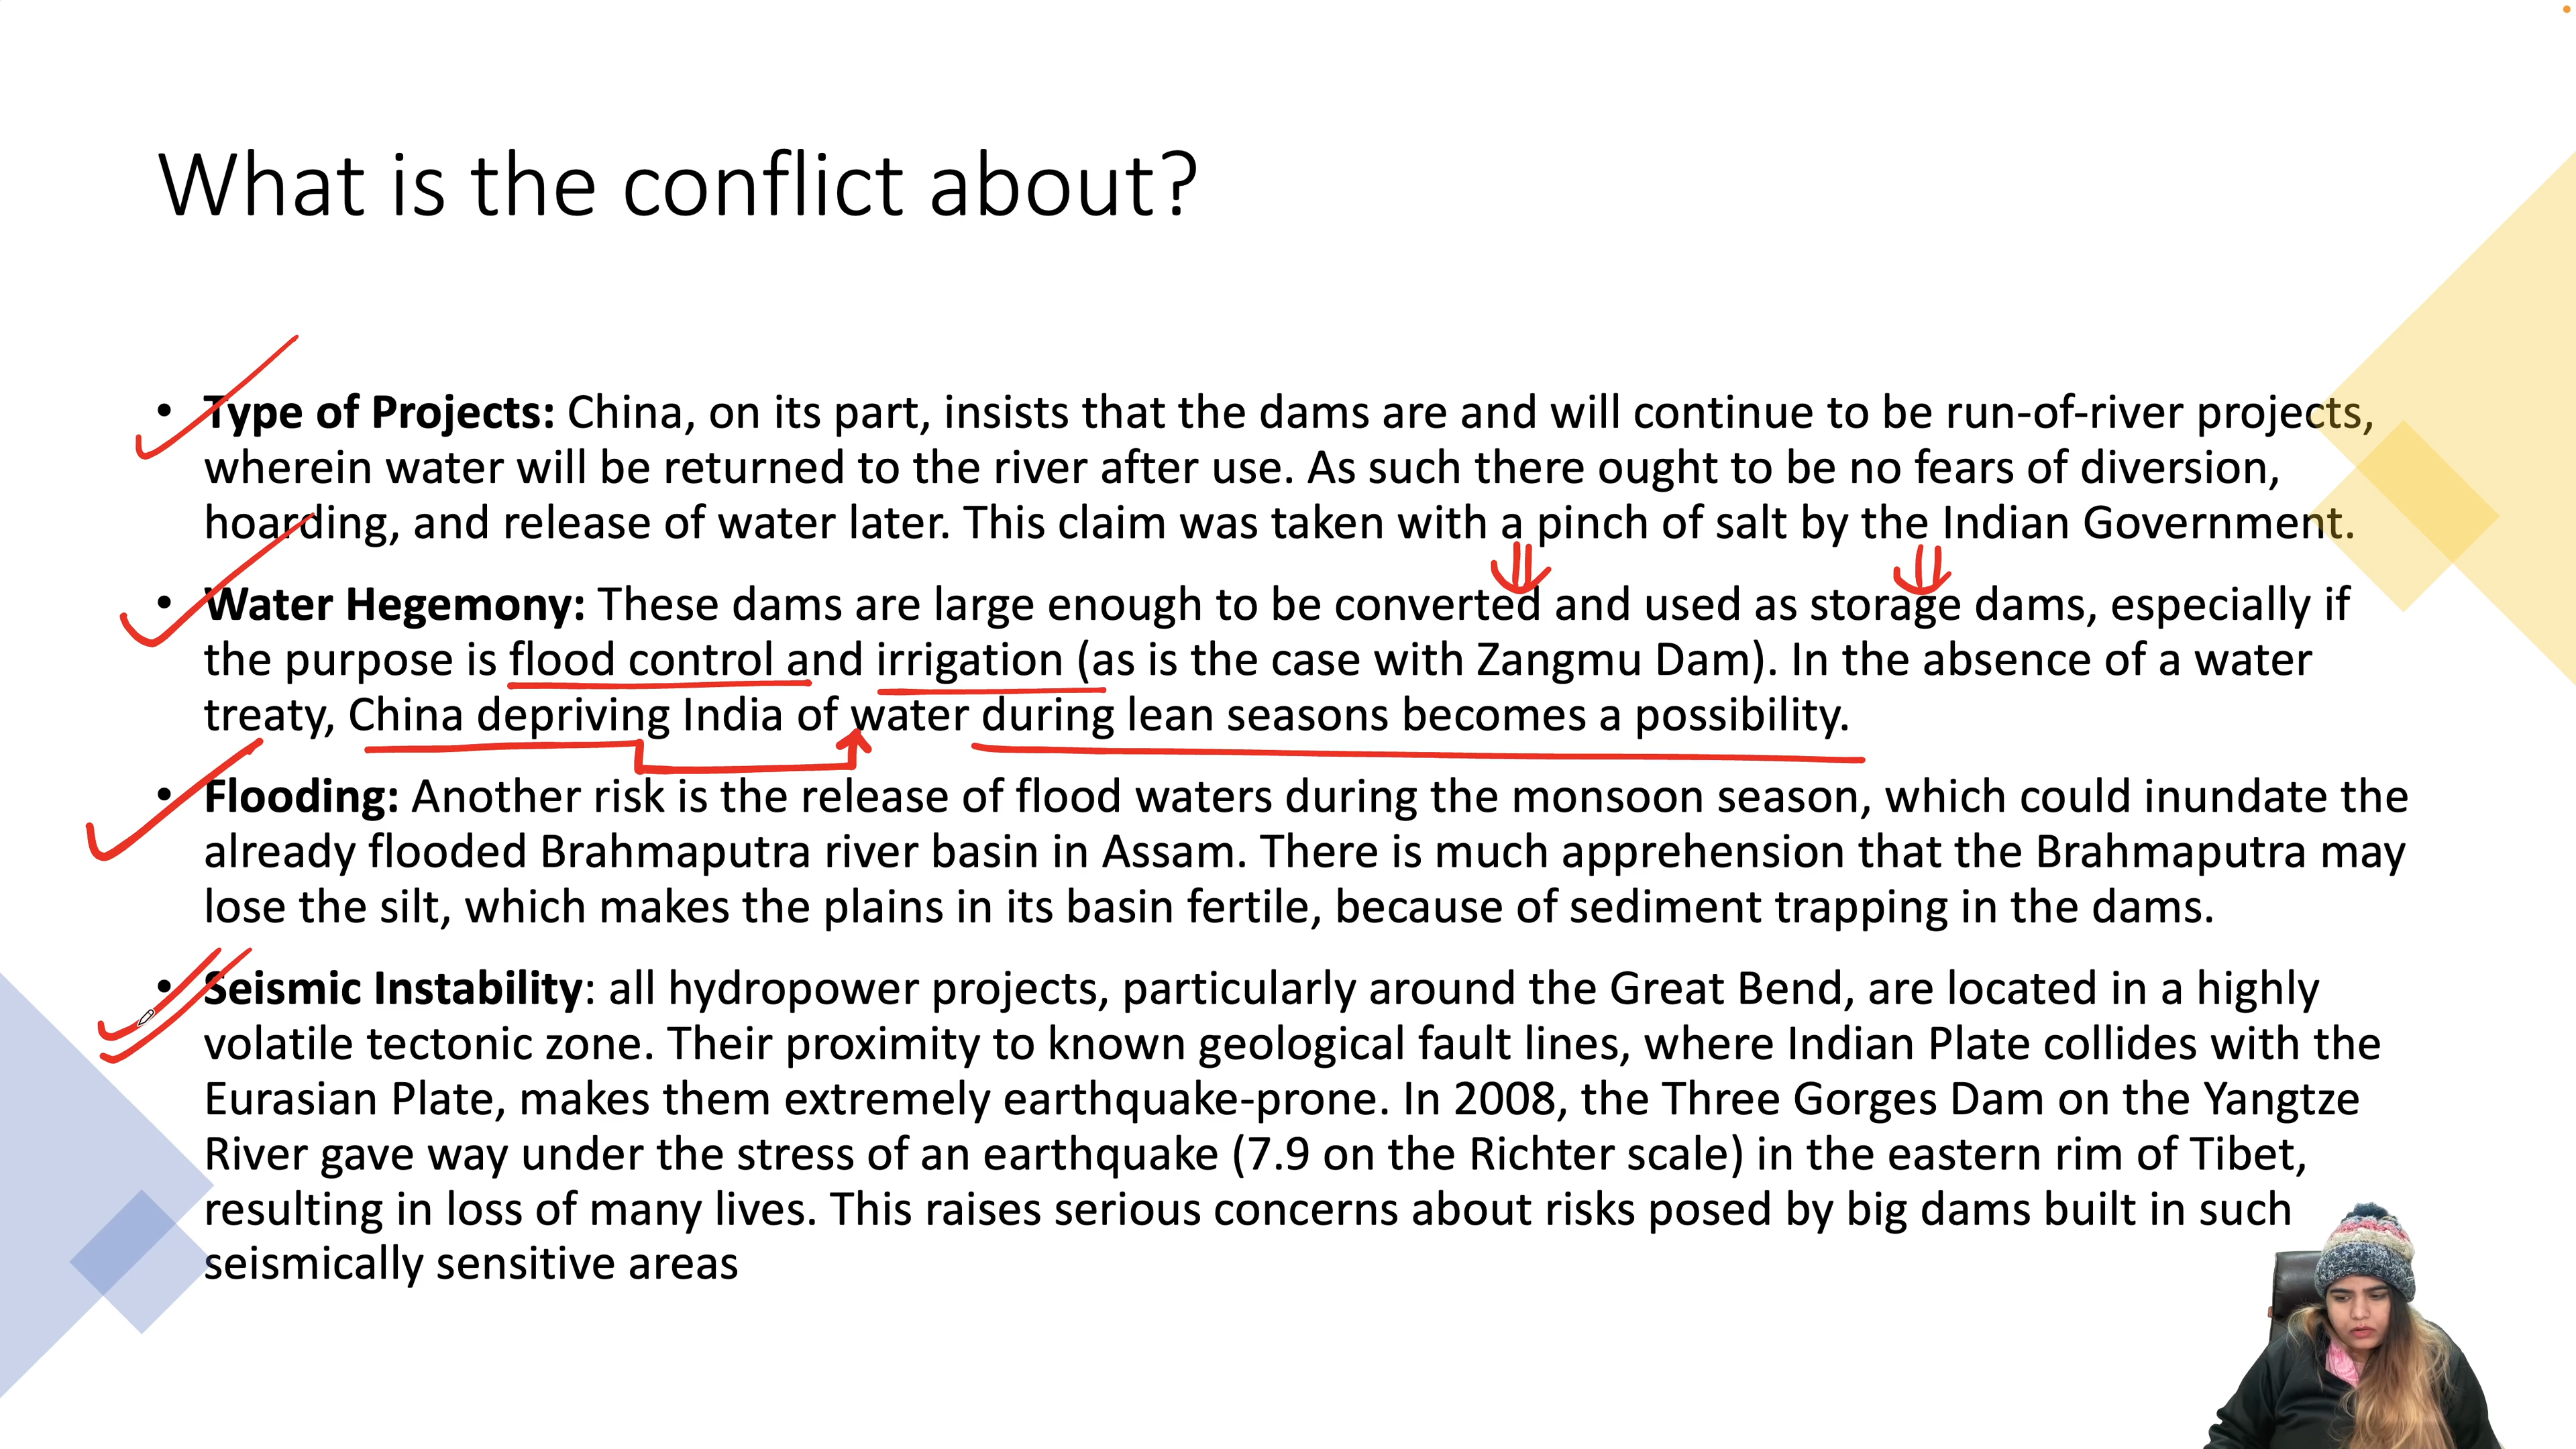 What is the conflict about?
• Type of Projects: China, on its part, insists that the dams are and will continue to be run-of-river projects,
wherein water will be returned to the river after use. As such there ought to be no fears of diversion,
hoarding, and release of water later. This claim was taken with a pinch of salt by the Indian Government.
• Water Hegemony: These dams are large enough to be converted and used as storage dams, especially if
the purpose is flood control and irrigation (as is the case with Zangmu Dam). In the absence of a water
treaty, China depriving India of water during lean seasons becomes a possibility.
• Flooding: Another risk is the release of flood waters during the monsoon season, which could inundate the
already flooded Brahmaputra river basin in Assam. There is much apprehension that the Brahmaputra may
lose the silt, which makes the plains in its basin fertile, because of sediment trapping in the dams.
• Seismic Instability: all hydropower projects, particularly around the Great Bend, are located in a highly
volatile tectonic zone. Their proximity to known geological fault lines, where Indian Plate collides with the
Eurasian Plate, makes them extremely earthquake-prone. In 2008, the Three Gorges Dam on the Yangtze
River gave way under the stress of an earthquake (7.9 on the Richter scale) in the eastern rim of Tibet,
resulting in loss of many lives. This raises serious concerns about risks posed by big dams built in such
seismically sensitive areas